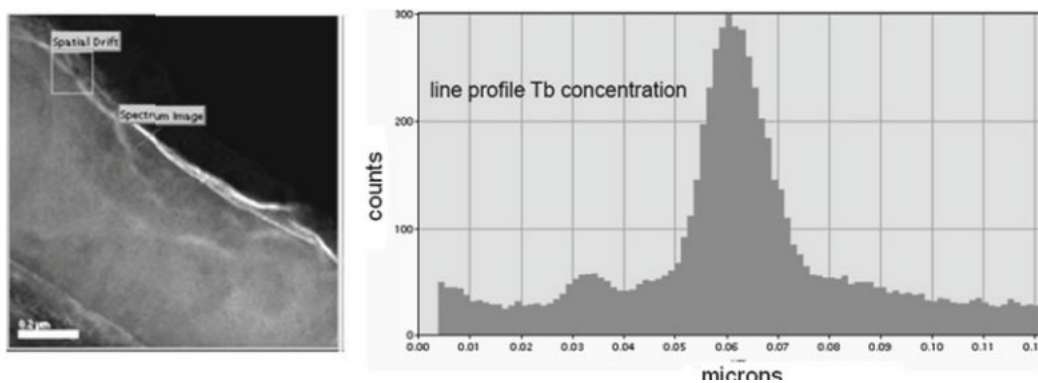 Spatial Drift
Spectrum Image
0.2 µm
line profile Tb concentration
counts
300
200
100
0
0.00 0.01 0.02 0.03 0.04 0.05 0.06 0.07 0.08 0.09 0.10 0.11
microns